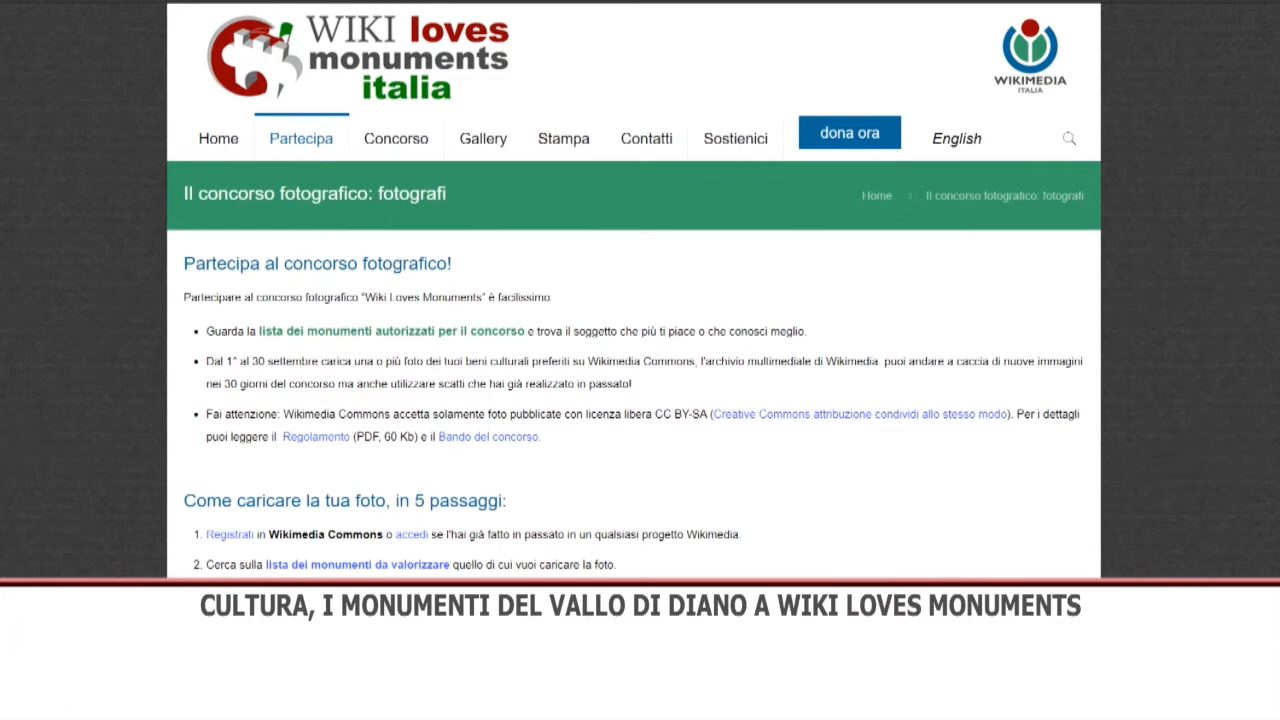 WIKI loves
monuments
italia
WIKIMEDIA
ITALIA
Home Partecipa Concorso Gallery Stampa Contatti Sostienici dona ora English
Il concorso fotografico: fotografi
Home > Il concorso fotografico: fotografi
Partecipa al concorso fotografico!
Partecipare al concorso fotografico "Wiki Loves Monuments" è facilissimo
• Guarda la lista dei monumenti autorizzati per il concorso e trova il soggetto che più ti piace o che conosci meglio.
• Dal 1° al 30 settembre carica una o più foto dei tuoi beni culturali preferiti su Wikimedia Commons, l'archivio multimediale di Wikimedia: puoi andare a caccia di nuove immagini
nei 30 giorni del concorso ma anche utilizzare scatti che hai già realizzato in passato!
• Fai attenzione: Wikimedia Commons accetta solamente foto pubblicate con licenza libera CC BY-SA (Creative Commons attribuzione condividi allo stesso modo). Per i dettagli
puoi leggere il Regolamento (PDF, 60 Kb) e il Bando del concorso.
Come caricare la tua foto, in 5 passaggi:
1. Registrati in Wikimedia Commons o accedi se l'hai già fatto in passato in un qualsiasi progetto Wikimedia.
2. Cerca sulla lista dei monumenti da valorizzare quello di cui vuoi caricare la foto.
CULTURA, I MONUMENTI DEL VALLO DI DIANO A WIKI LOVES MONUMENTS